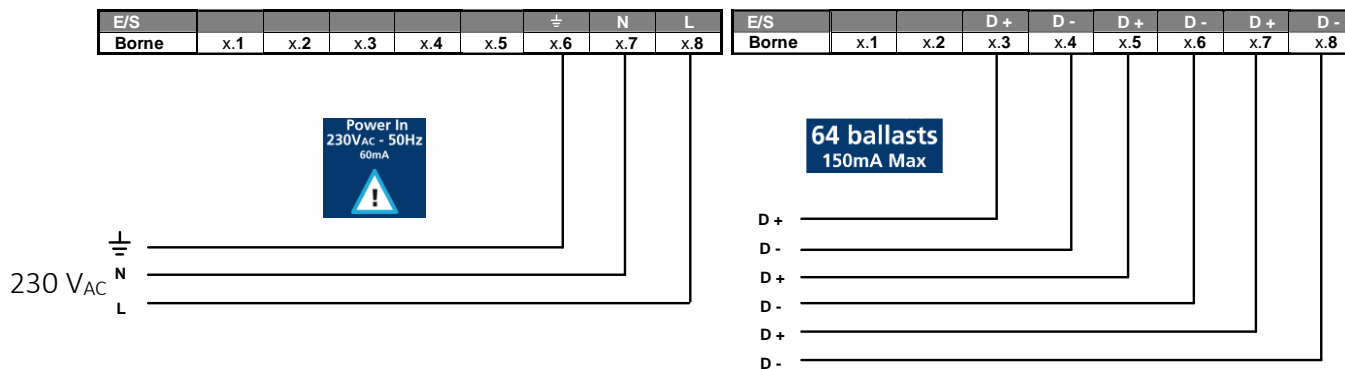 E/S ⏚ N L
Borne x.1 x.2 x.3 x.4 x.5 x.6 x.7 x.8
Power In
230VAC - 50Hz
60mA
!
230 VAC
N
L
E/S D + D - D + D - D + D -
Borne x.1 x.2 x.3 x.4 x.5 x.6 x.7 x.8
64 ballasts
150mA Max
D +
D -
D +
D -
D +
D -